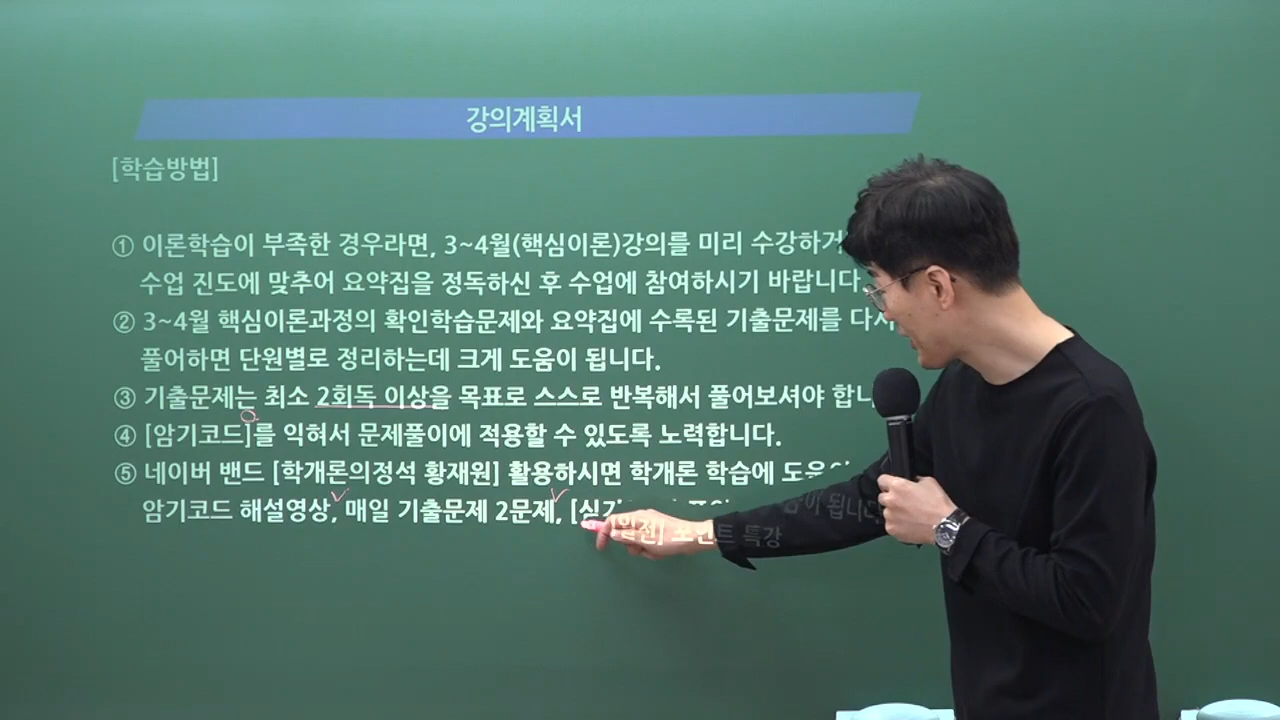 강의계획서
[학습방법]
① 이론학습이 부족한 경우라면, 3~4월(핵심이론)강의를 미리 수강하거
수업 진도에 맞추어 요약집을 정독하신 후 수업에 참여하시기 바랍니다
② 3~4월 핵심이론과정의 확인학습문제와 요약집에 수록된 기출문제를 다시
풀어하면 단원별로 정리하는데 크게 도움이 됩니다.
③ 기출문제는 최소 2회독 이상을 목표로 스스로 반복해서 풀어보셔야 합니
④ [암기코드]를 익혀서 문제풀이에 적용할 수 있도록 노력합니다.
⑤ 네이버 밴드 [학개론의정석 황재원] 활용하시면 학개론 학습에 도움이 됩니다
암기코드 해설영상, 매일 기출문제 2문제, [실 일전] 포인트 특강